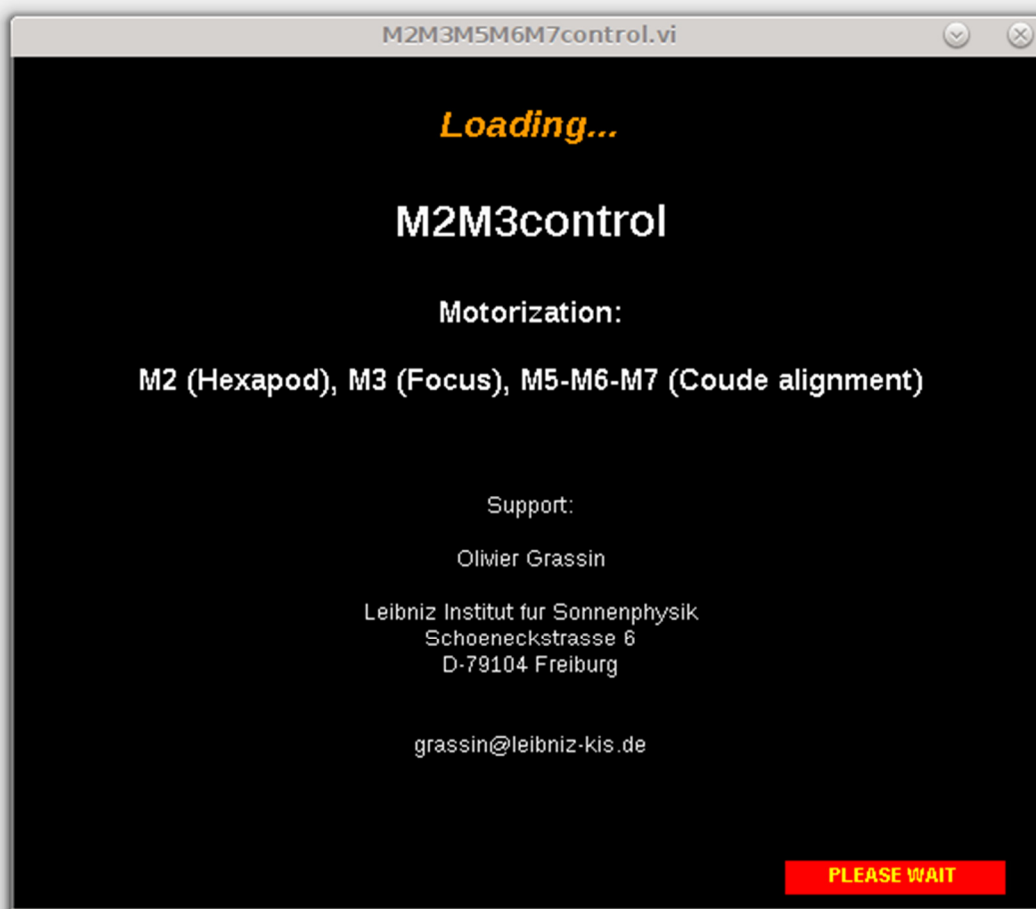 M2M3M5M6M7control.vi
Loading...
M2M3control
Motorization:
M2 (Hexapod), M3 (Focus), M5-M6-M7 (Coude alignment)
Support:
Olivier Grassin
Leibniz Institut fur Sonnenphysik
Schoeneckstrasse 6
D-79104 Freiburg
grassin@leibniz-kis.de
PLEASE WAIT